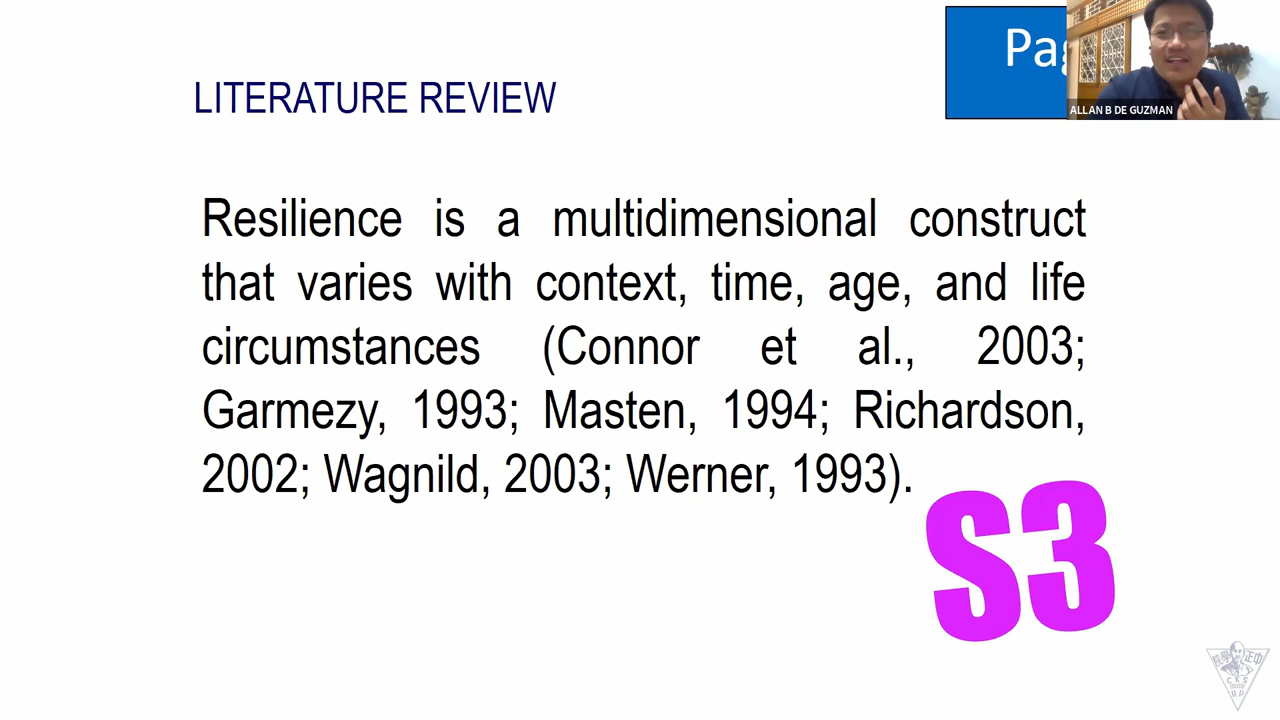 Pag
LITERATURE REVIEW
ALLAN B DE GUZMAN
Resilience is a multidimensional construct
that varies with context, time, age, and life
circumstances (Connor et al., 2003;
Garmezy, 1993; Masten, 1994; Richardson,
2002; Wagnild, 2003; Werner, 1993).
S3